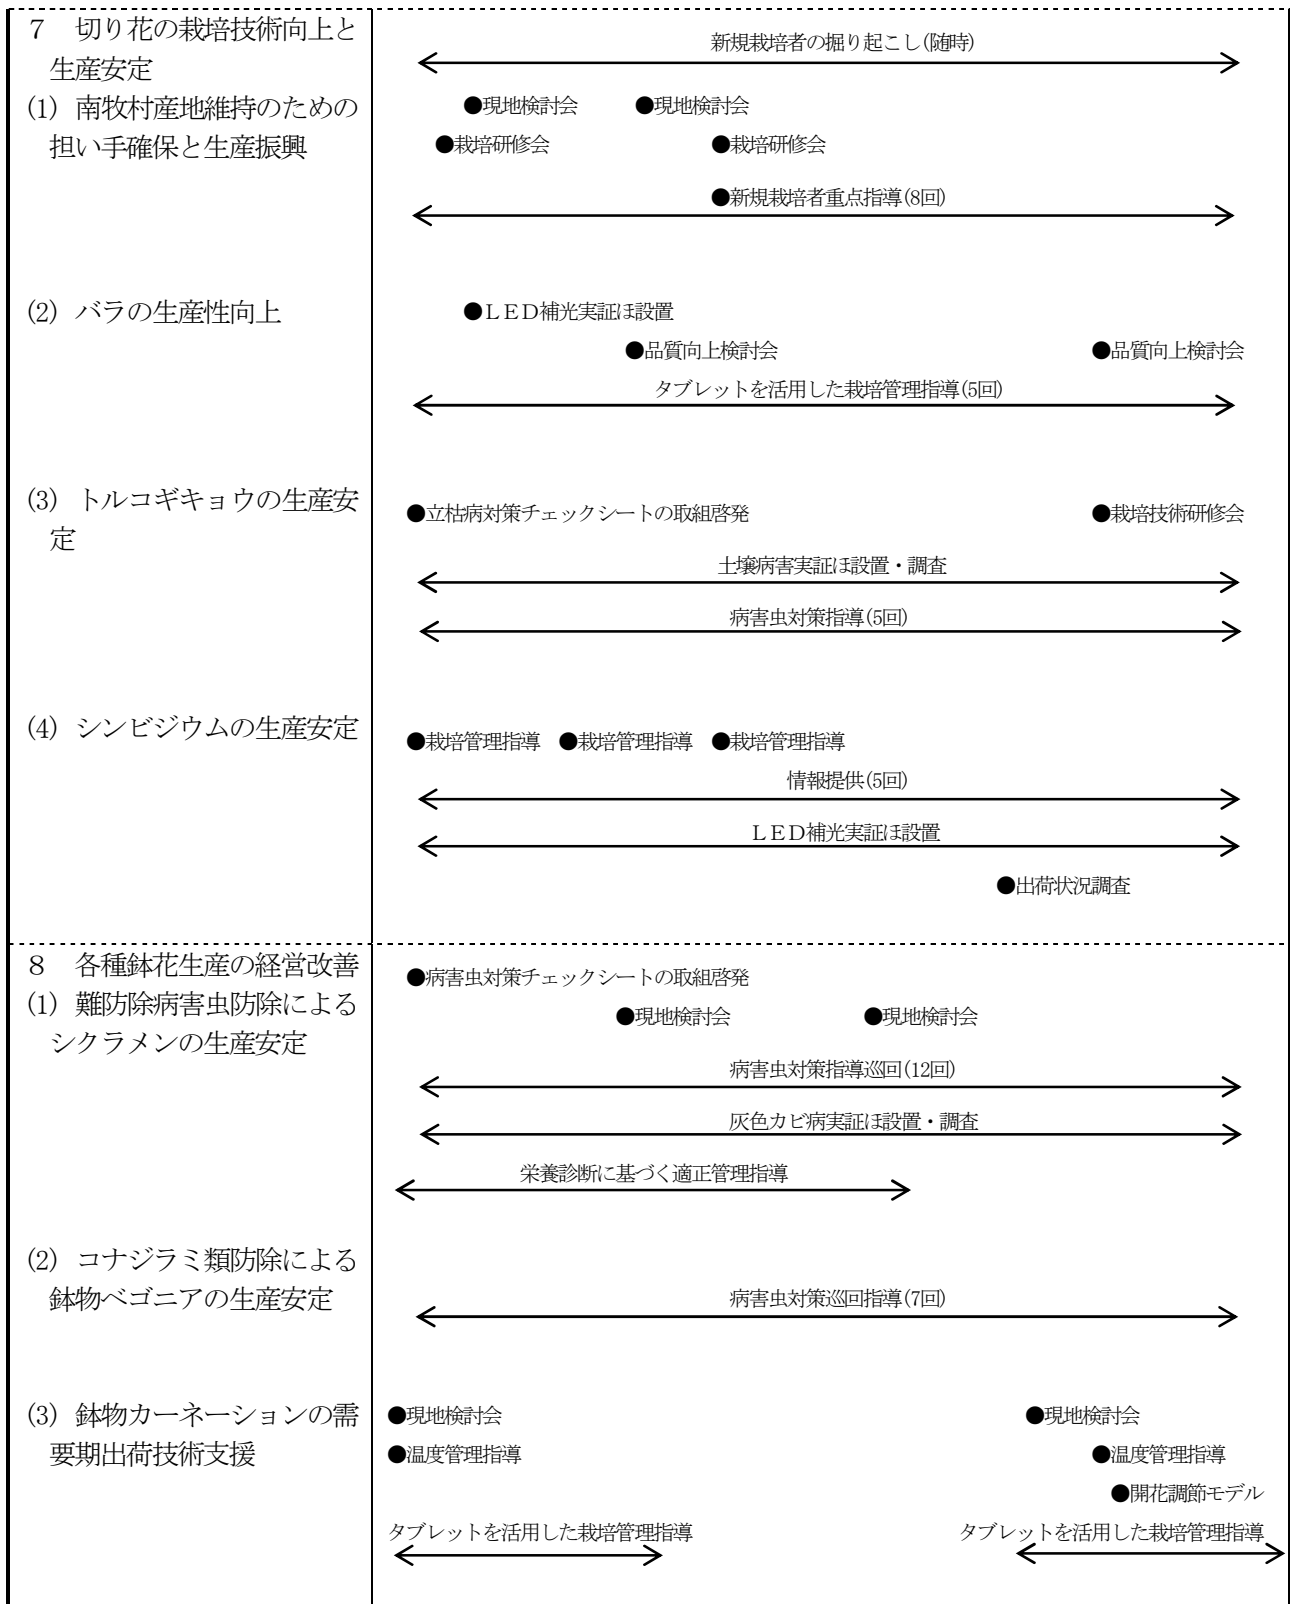 ７　切り花の栽培技術向上と
生産安定
新規栽培者の掘り起こし(随時)
(1) 南牧村産地維持のための
担い手確保と生産振興
●現地検討会　●現地検討会
●栽培研修会　●栽培研修会
●新規栽培者重点指導(8回)
(2) バラの生産性向上
●ＬＥＤ補光実証ほ設置
●品質向上検討会　●品質向上検討会
タブレットを活用した栽培管理指導(5回)
(3) トルコギキョウの生産安
定
●立枯病対策チェックシートの取組啓発　●栽培技術研修会
土壌病害実証ほ設置・調査
病害虫対策指導(5回)
(4) シンビジウムの生産安定
●栽培管理指導　●栽培管理指導　●栽培管理指導
情報提供(5回)
ＬＥＤ補光実証ほ設置
●出荷状況調査
８　各種鉢花生産の経営改善
●病害虫対策チェックシートの取組啓発
(1) 難防除病害虫防除による
シクラメンの生産安定
●現地検討会　●現地検討会
病害虫対策指導巡回(12回)
灰色カビ病実証ほ設置・調査
栄養診断に基づく適正管理指導
(2) コナジラミ類防除による
鉢物ベゴニアの生産安定
病害虫対策巡回指導(7回)
(3) 鉢物カーネーションの需
要期出荷技術支援
●現地検討会　●現地検討会
●温度管理指導　●温度管理指導
●開花調節モデル
タブレットを活用した栽培管理指導　タブレットを活用した栽培管理指導